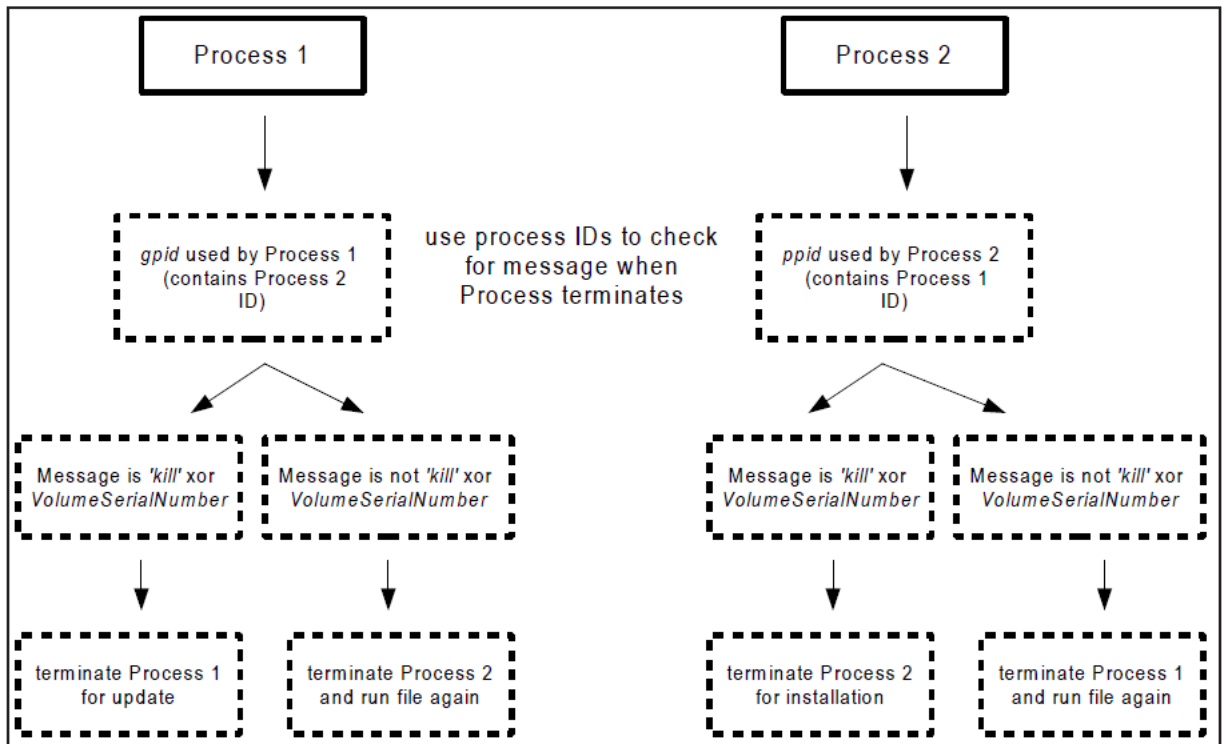 Process 1
Process 2
gpid used by Process 1
(contains Process 2
ID)
use process IDs to check
for message when
Process terminates
ppid used by Process 2
(contains Process 1
ID)
Message is 'kill' xor
VolumeSerialNumber
Message is not 'kill' xor
VolumeSerialNumber
Message is 'kill' xor
VolumeSerialNumber
Message is not 'kill' xor
VolumeSerialNumber
terminate Process 1
for update
terminate Process 2
and run file again
terminate Process 2
for installation
terminate Process 1
and run file again